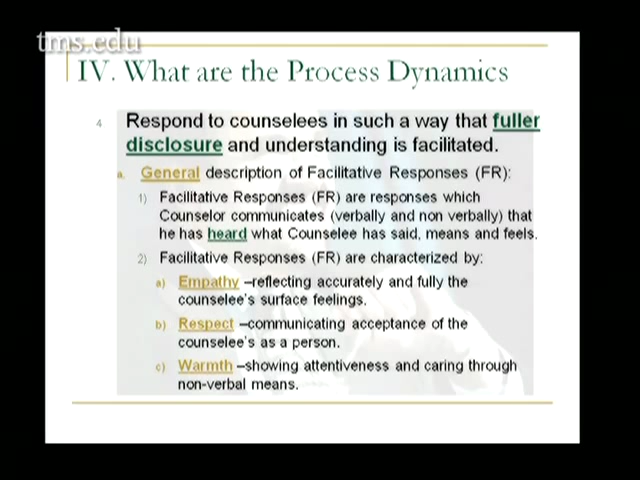 tms.edu
IV. What are the Process Dynamics
4 Respond to counselees in such a way that fuller
disclosure and understanding is facilitated.
a. General description of Facilitative Responses (FR):
1) Facilitative Responses (FR) are responses which
Counselor communicates (verbally and non verbally) that
he has heard what Counselee has said, means and feels.
2) Facilitative Responses (FR) are characterized by:
a) Empathy –reflecting accurately and fully the
counselee's surface feelings.
b) Respect –communicating acceptance of the
counselee's as a person.
c) Warmth –showing attentiveness and caring through
non-verbal means.